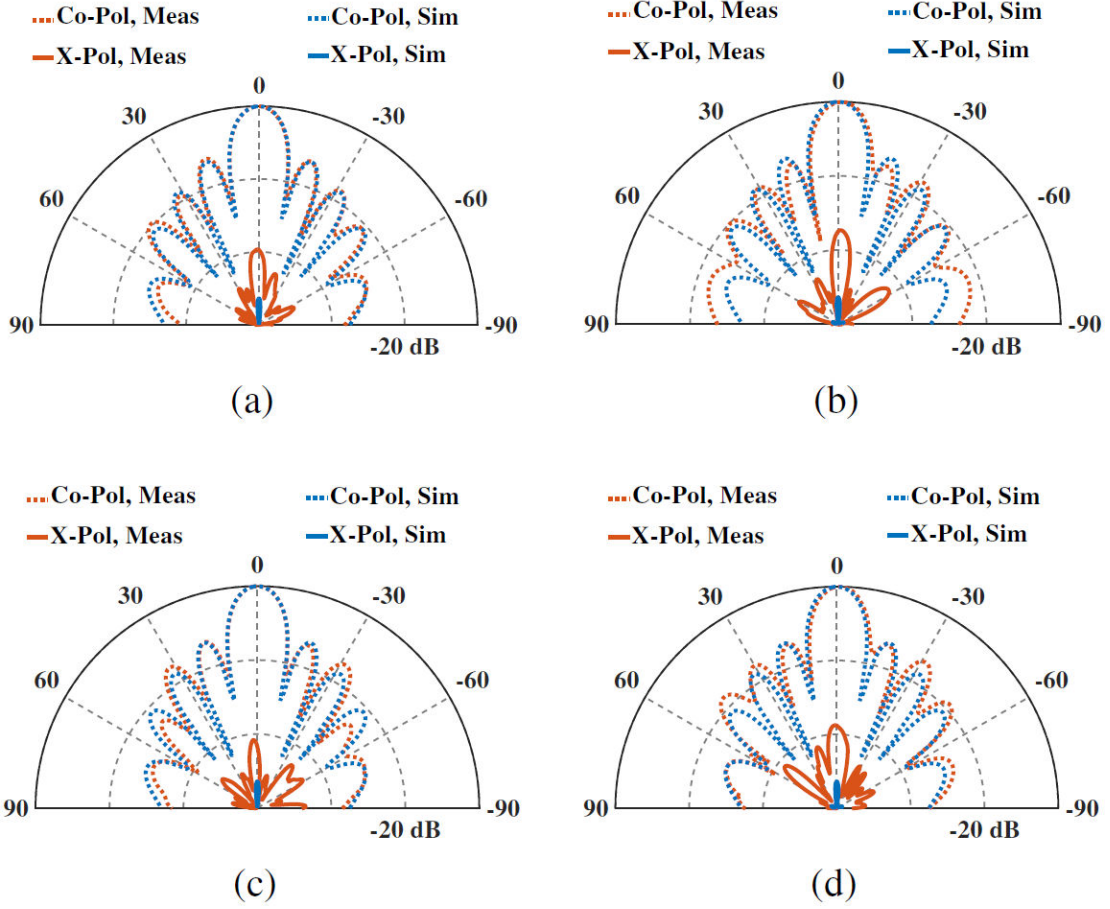 Co-Pol, Meas Co-Pol, Sim
X-Pol, Meas X-Pol, Sim
0
30 -30
60 -60
90 -90
-20 dB
(a)
Co-Pol, Meas Co-Pol, Sim
X-Pol, Meas X-Pol, Sim
0
30 -30
60 -60
90 -90
-20 dB
(b)
Co-Pol, Meas Co-Pol, Sim
X-Pol, Meas X-Pol, Sim
0
30 -30
60 -60
90 -90
-20 dB
(c)
Co-Pol, Meas Co-Pol, Sim
X-Pol, Meas X-Pol, Sim
0
30 -30
60 -60
90 -90
-20 dB
(d)